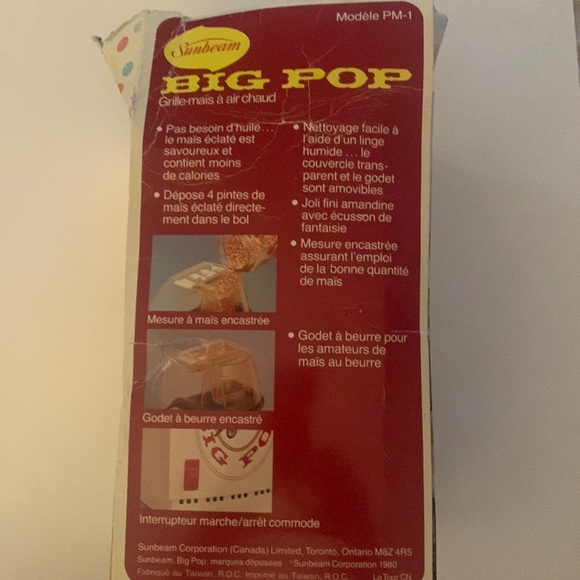 Modèle PM-1
Sunbeam
BIG POP
Grille-maïs à air chaud
• Pas besoin d'huile...
le maïs éclaté est
savoureux et
contient moins
de calories
• Dépose 4 pintes de
maïs éclaté directe-
ment dans le bol
Mesure à maïs encastrée
Godet à beurre encastré
BIG PO
Interrupteur marche/arrêt commode
• Nettoyage facile à
l'aide d'un linge
humide ... le
couvercle trans-
parent et le godet
sont amovibles
• Joli fini amandine
avec écusson de
fantaisie
• Mesure encastrée
assurant l'emploi
de la bonne quantité
de maïs
• Godet à beurre pour
les amateurs de
maïs au beurre
Sunbeam Corporation (Canada) Limited, Toronto, Ontario M8Z 4R5
Sunbeam, Big Pop: marques déposées Sunbeam Corporation 1980
Fabriqué au Taiwan, R.O.C. Imprimé au Taiwan, R.O.C. LaTourCN